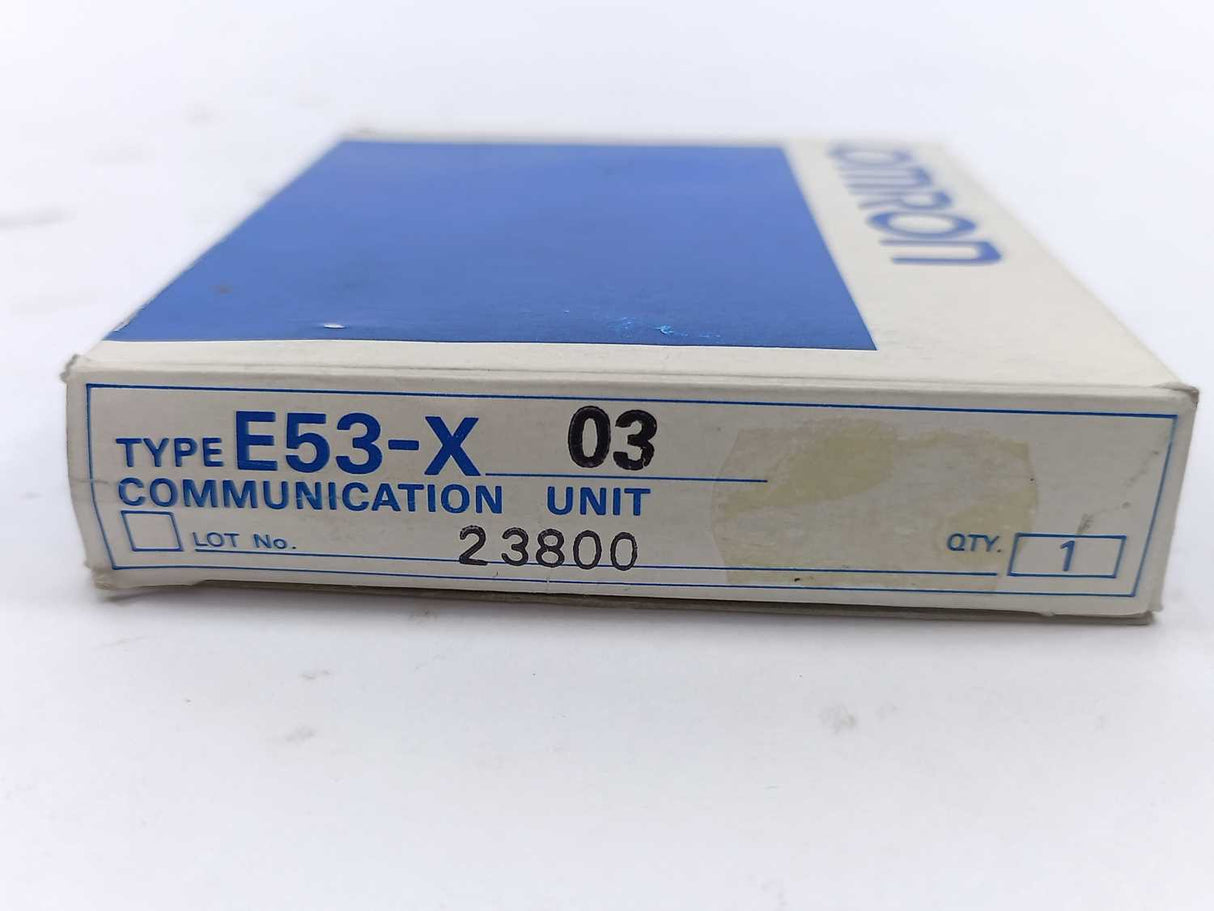 OMRON
TYPE E53-X 03
COMMUNICATION UNIT
LOT No. 23800
QTY. 1